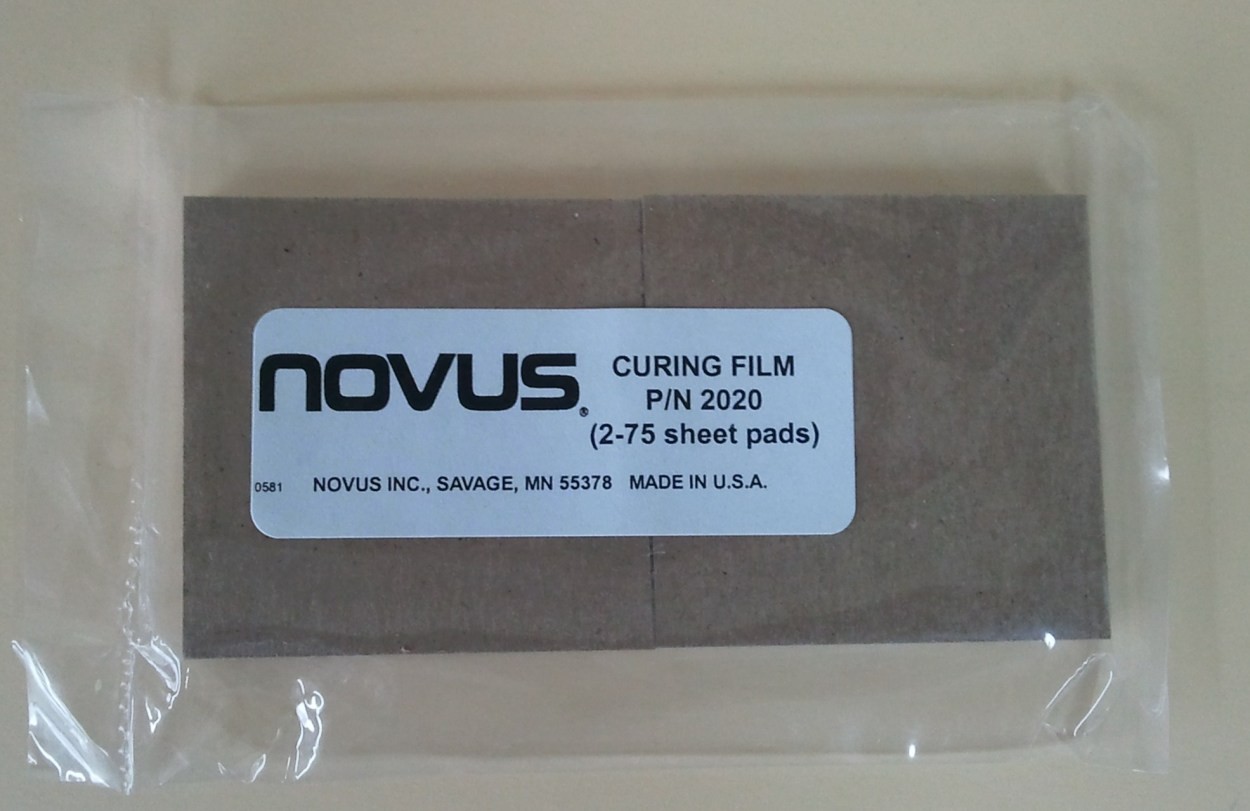 novus®
CURING FILM
P/N 2020
(2-75 sheet pads)
0581 NOVUS INC., SAVAGE, MN 55378 MADE IN U.S.A.